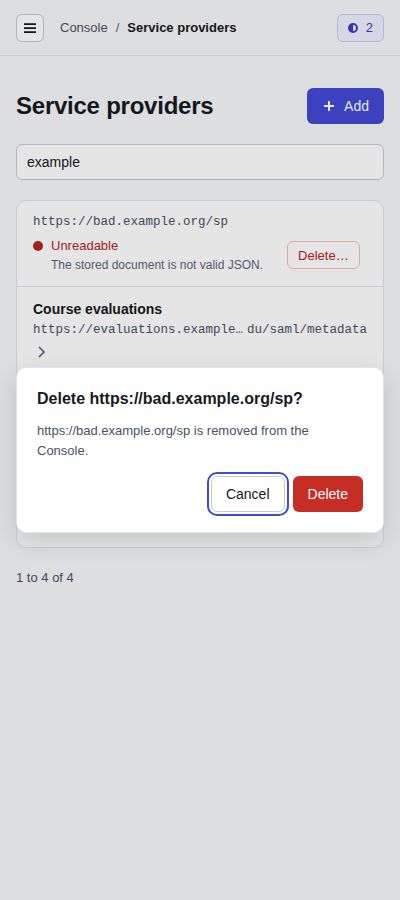 Console / Service providers
2
Service providers
Add
example
https://bad.example.org/sp
Unreadable
The stored document is not valid JSON.
Delete…
Course evaluations
https://evaluations.example… du/saml/metadata
Delete https://bad.example.org/sp?
https://bad.example.org/sp is removed from the
Console.
Cancel
Delete
1 to 4 of 4